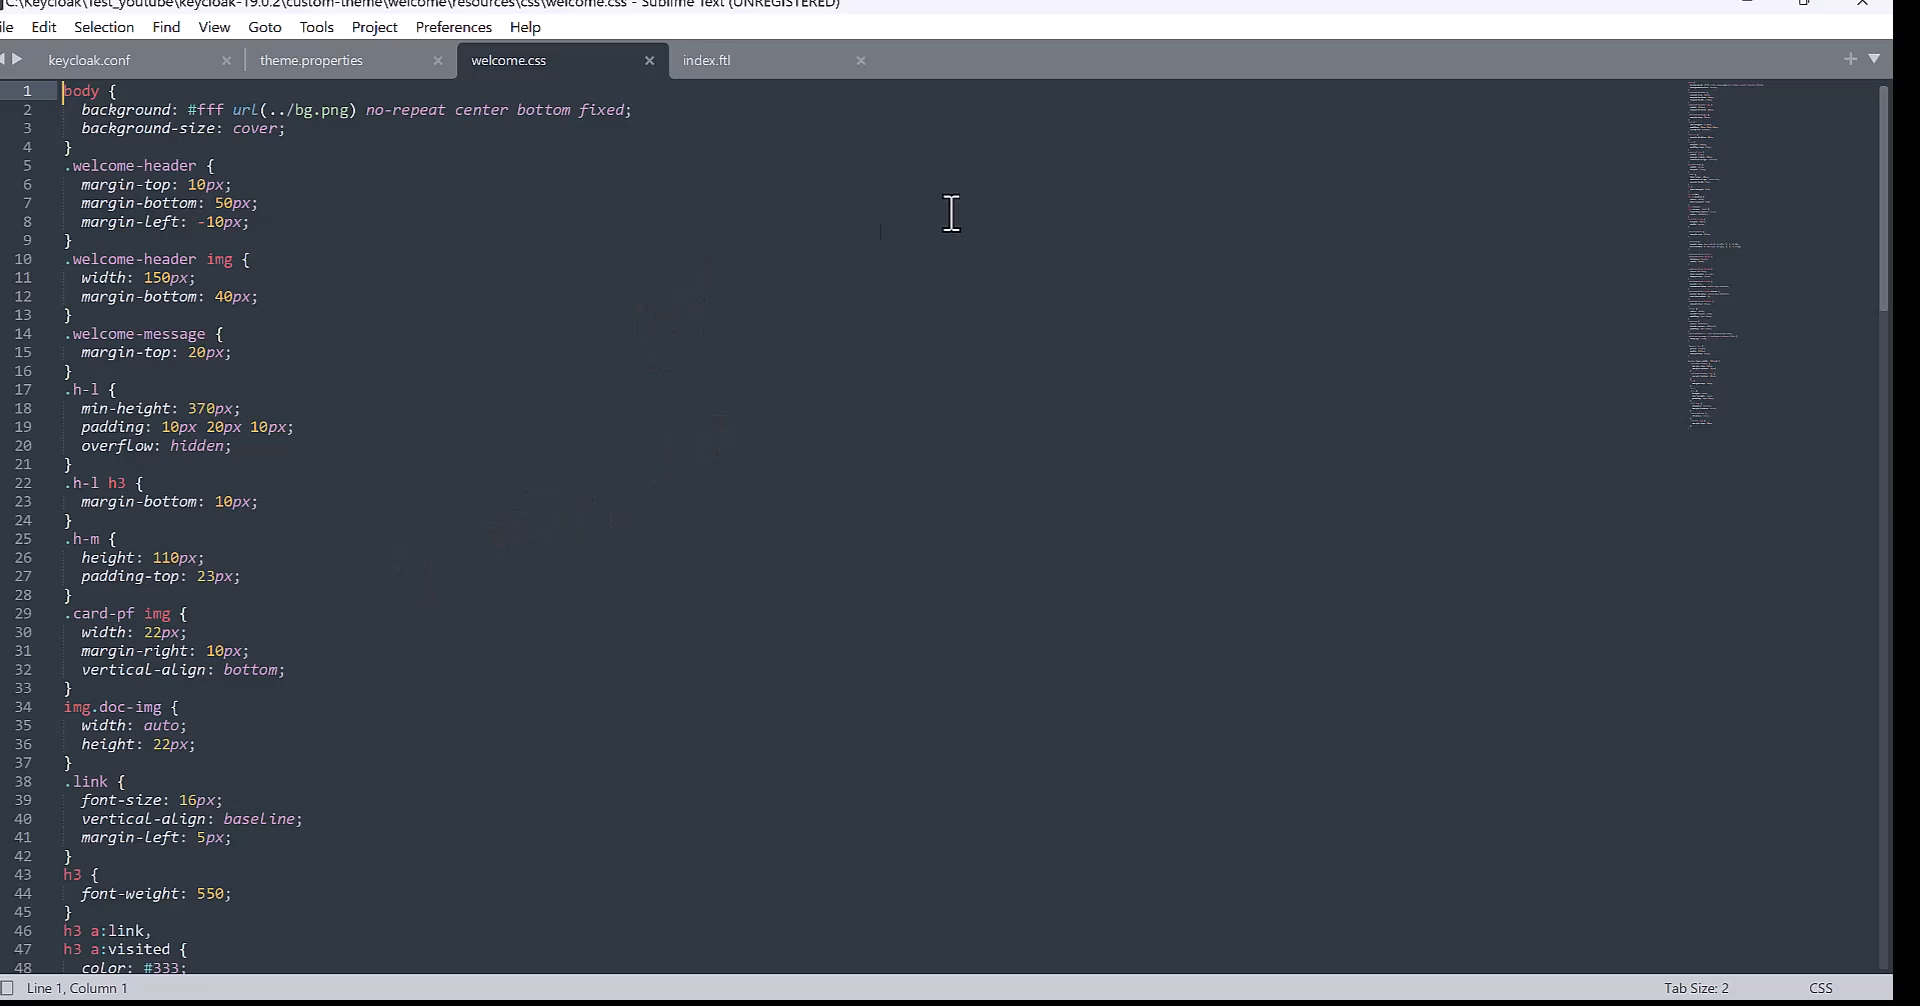 C:\Keycloak\Test_youtube\keycloak-19.0.2\custom-theme\welcome\resources\css\welcome.css - Sublime Text (UNREGISTERED)
ile Edit Selection Find View Goto Tools Project Preferences Help
keycloak.conf theme.properties welcome.css index.ftl
1 body {
2 background: #fff url(../bg.png) no-repeat center bottom fixed;
3 background-size: cover;
4 }
5 .welcome-header {
6 margin-top: 10px;
7 margin-bottom: 50px;
8 margin-left: -10px;
9 }
10 .welcome-header img {
11 width: 150px;
12 margin-bottom: 40px;
13 }
14 .welcome-message {
15 margin-top: 20px;
16 }
17 .h-l {
18 min-height: 370px;
19 padding: 10px 20px 10px;
20 overflow: hidden;
21 }
22 .h-l h3 {
23 margin-bottom: 10px;
24 }
25 .h-m {
26 height: 110px;
27 padding-top: 23px;
28 }
29 .card-pf img {
30 width: 22px;
31 margin-right: 10px;
32 vertical-align: bottom;
33 }
34 img.doc-img {
35 width: auto;
36 height: 22px;
37 }
38 .link {
39 font-size: 16px;
40 vertical-align: baseline;
41 margin-left: 5px;
42 }
43 h3 {
44 font-weight: 550;
45 }
46 h3 a:link,
47 h3 a:visited {
48 color: #333;
Line 1, Column 1 Tab Size: 2 CSS